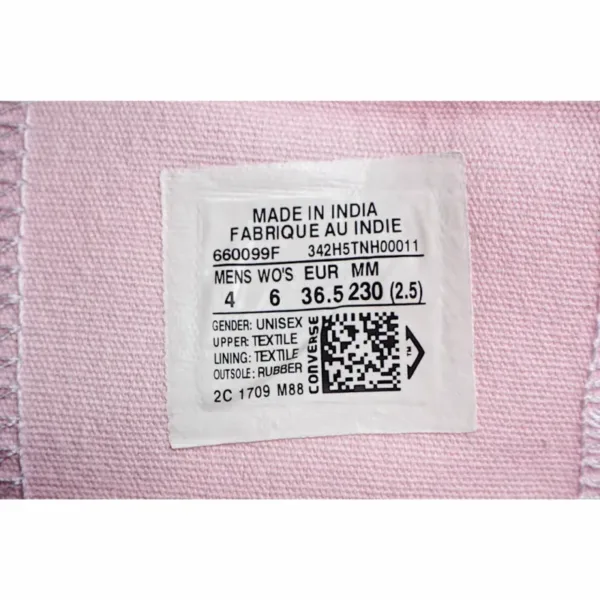 MADE IN INDIA
FABRIQUE AU INDIE
660099F 342H5TNH00011
MENS WO'S EUR MM
4 6 36.5 230 (2.5)
GENDER: UNISEX
UPPER: TEXTILE
LINING: TEXTILE
OUTSOLE: RUBBER
2C 1709 M88
CONVERSE
TM